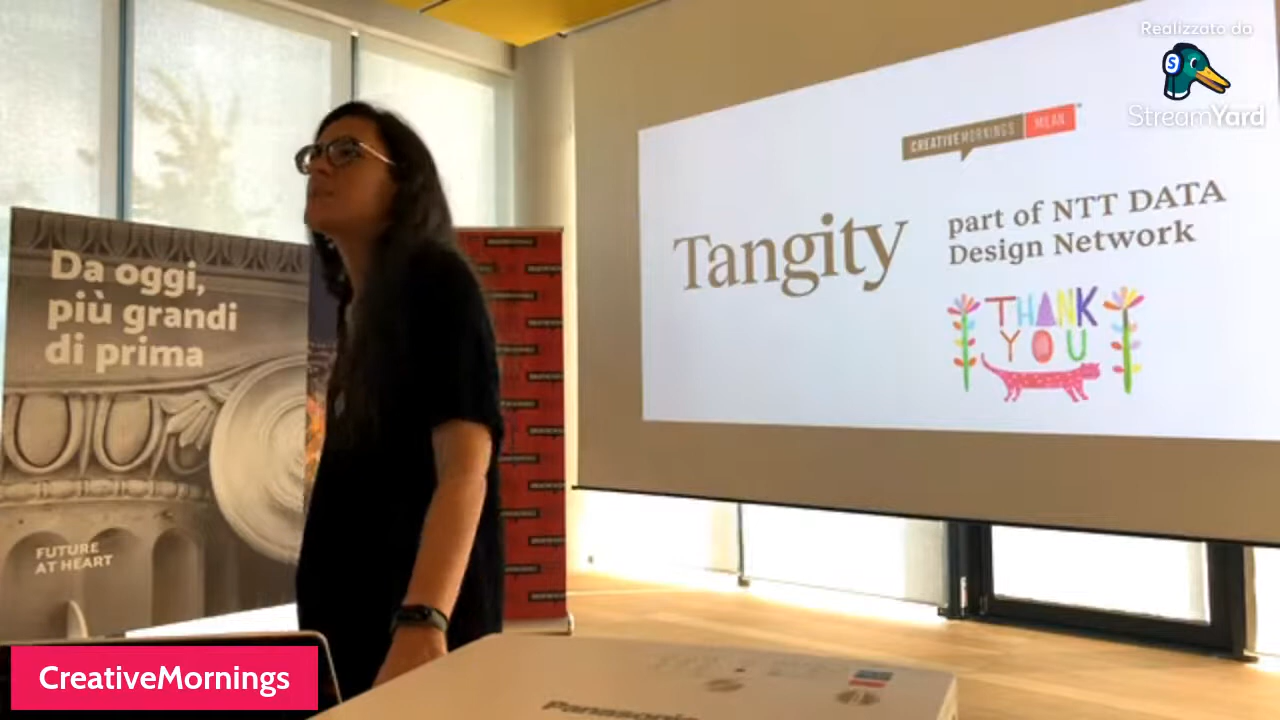 Realizzato da
StreamYard
CREATIVEMORNINGS MILAN
Tangity
part of NTT DATA
Design Network
THANK
YOU
Da oggi,
più grandi
di prima
FUTURE
AT HEART
CreativeMornings
Panasonic